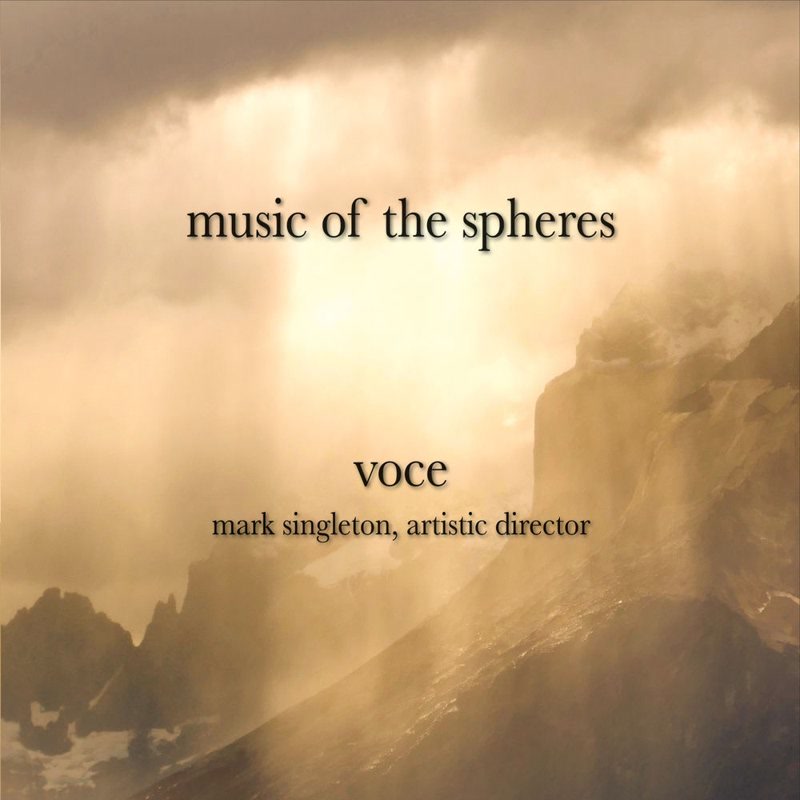 music of the spheres
voce
mark singleton, artistic director